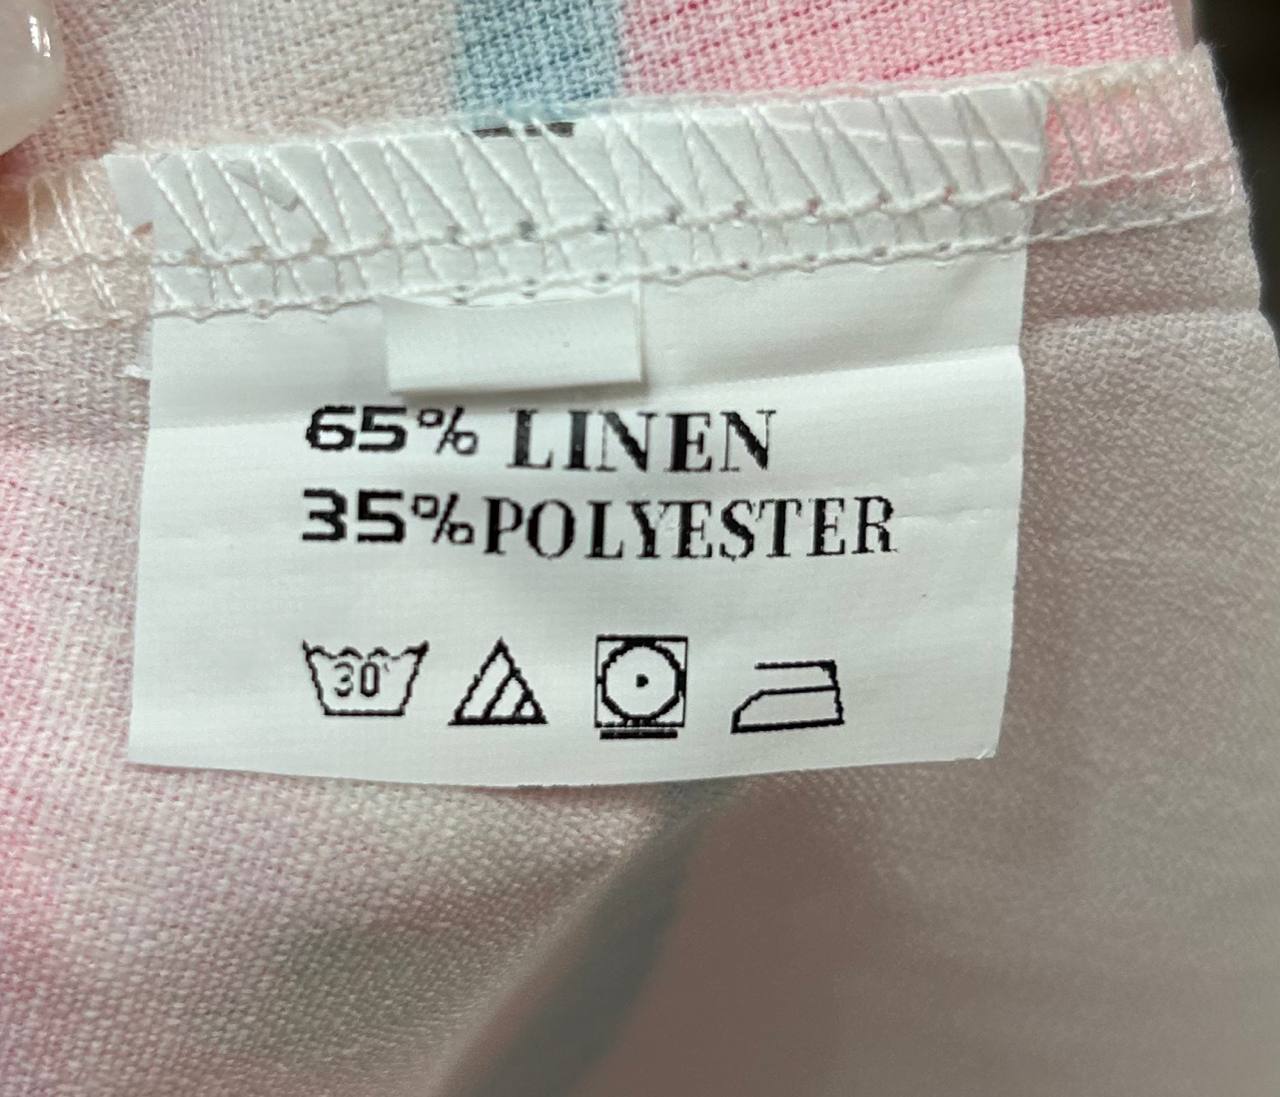 65% LINEN
35% POLYESTER
30°